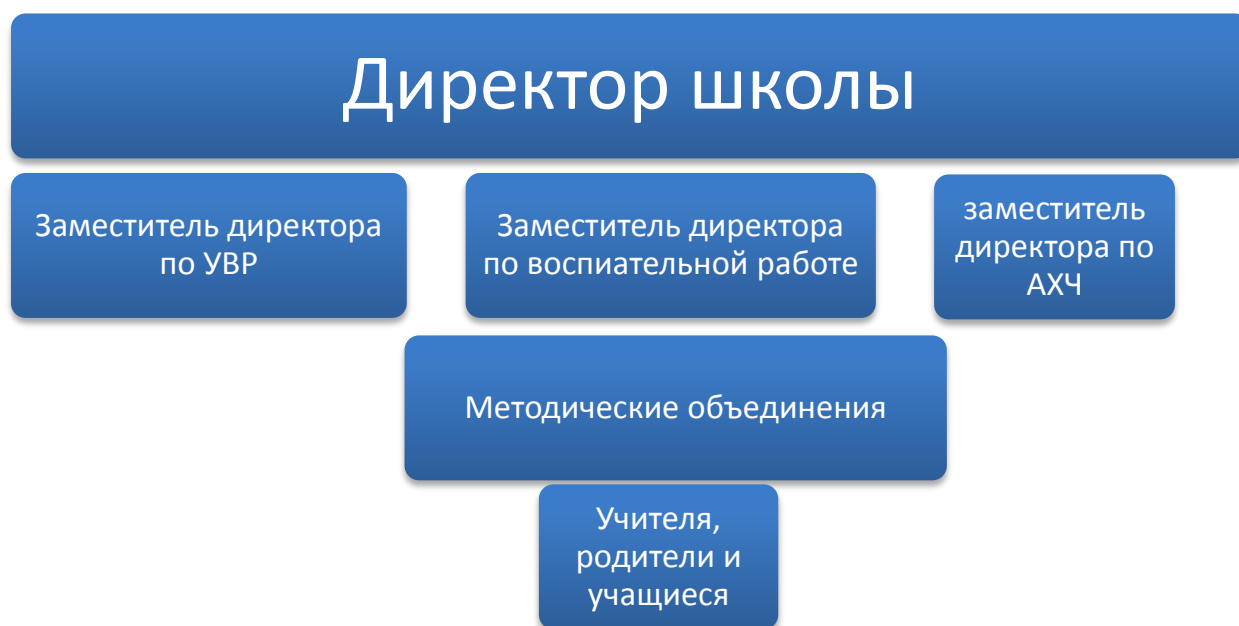 Директор школы
Заместитель директора
по УВР
Заместитель директора
по воспиательной работе
заместитель
директора по
АХЧ
Методические объединения
Учителя,
родители и
учащиеся